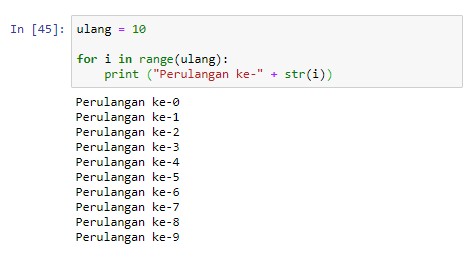 In [45]: ulang = 10
for i in range(ulang):
    print ("Perulangan ke-" + str(i))
Perulangan ke-0
Perulangan ke-1
Perulangan ke-2
Perulangan ke-3
Perulangan ke-4
Perulangan ke-5
Perulangan ke-6
Perulangan ke-7
Perulangan ke-8
Perulangan ke-9